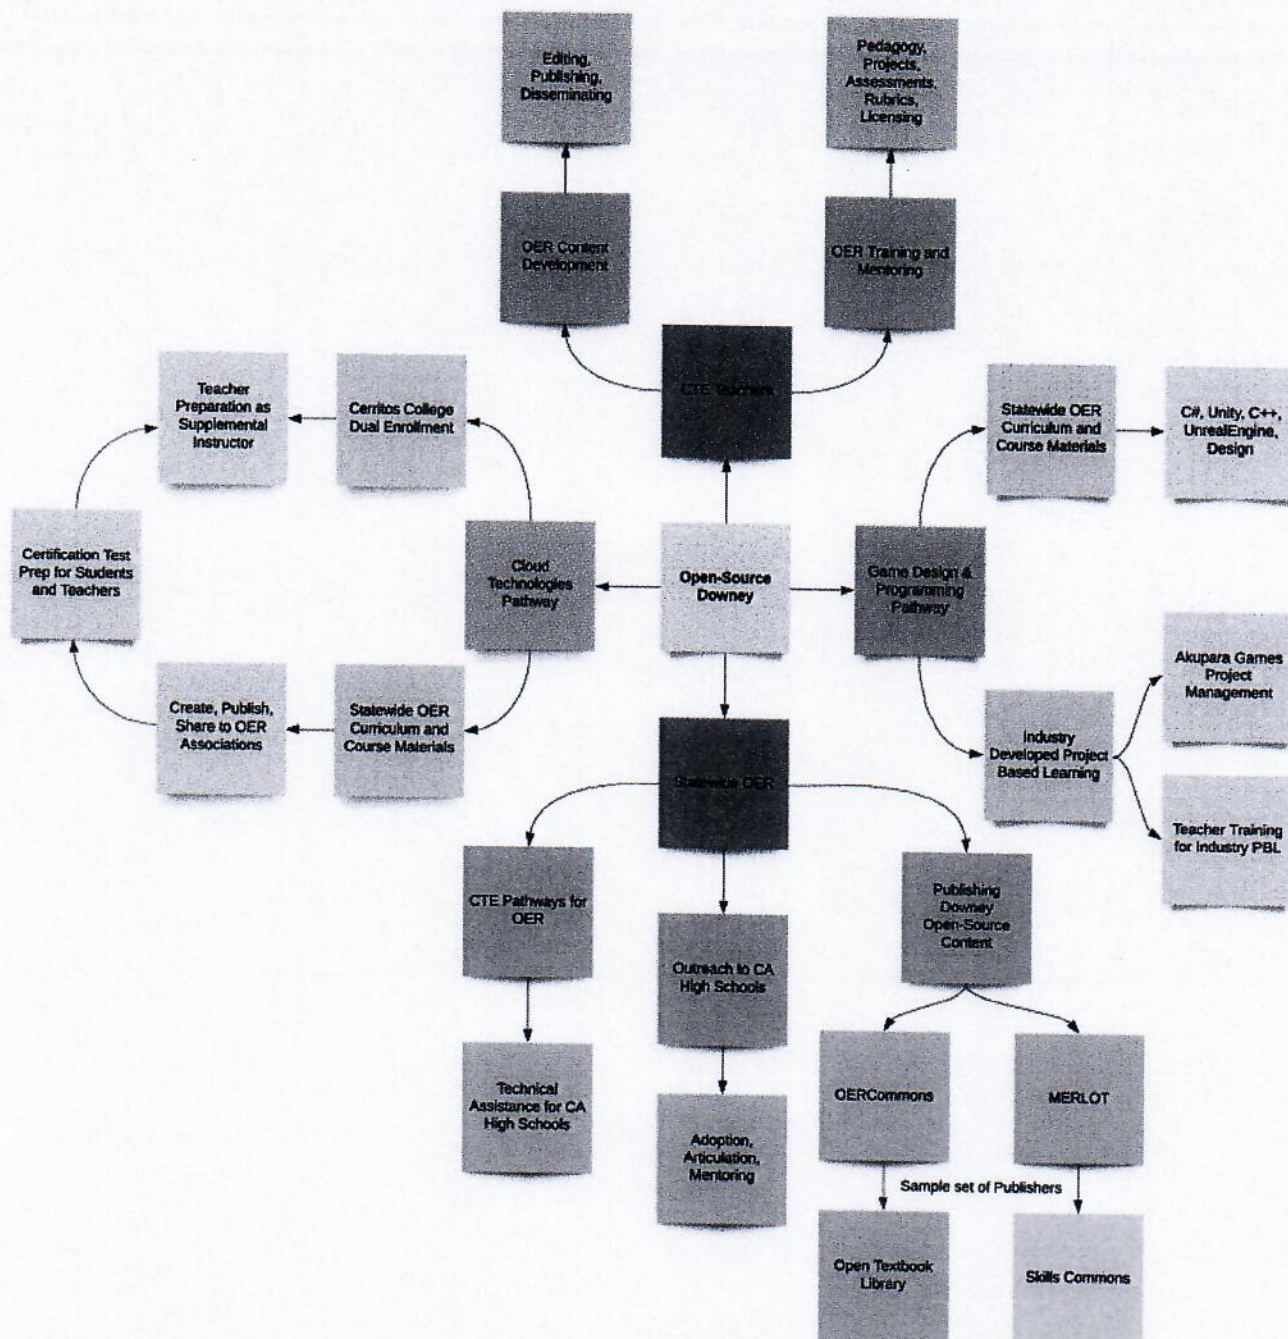 Editing,
Publishing,
Disseminating
Pedagogy,
Projects,
Assessments,
Rubrics,
Licensing
OER Content
Development
OER Training and
Mentoring
CTE Teachers
Teacher
Preparation as
Supplemental
Instructor
Cerritos College
Dual Enrollment
Statewide OER
Curriculum and
Course Materials
C#, Unity, C++,
UnrealEngine,
Design
Certification Test
Prep for Students
and Teachers
Cloud
Technologies
Pathway
Open-Source
Downey
Game Design &
Programming
Pathway
Create, Publish,
Share to OER
Associations
Statewide OER
Curriculum and
Course Materials
Industry
Developed Project
Based Learning
Akupara Games
Project
Management
Teacher Training
for Industry PBL
Statewide OER
CTE Pathways for
OER
Outreach to CA
High Schools
Publishing
Downey
Open-Source
Content
Technical
Assistance for CA
High Schools
Adoption,
Articulation,
Mentoring
OERCommons
MERLOT
Sample set of Publishers
Open Textbook
Library
Skills Commons